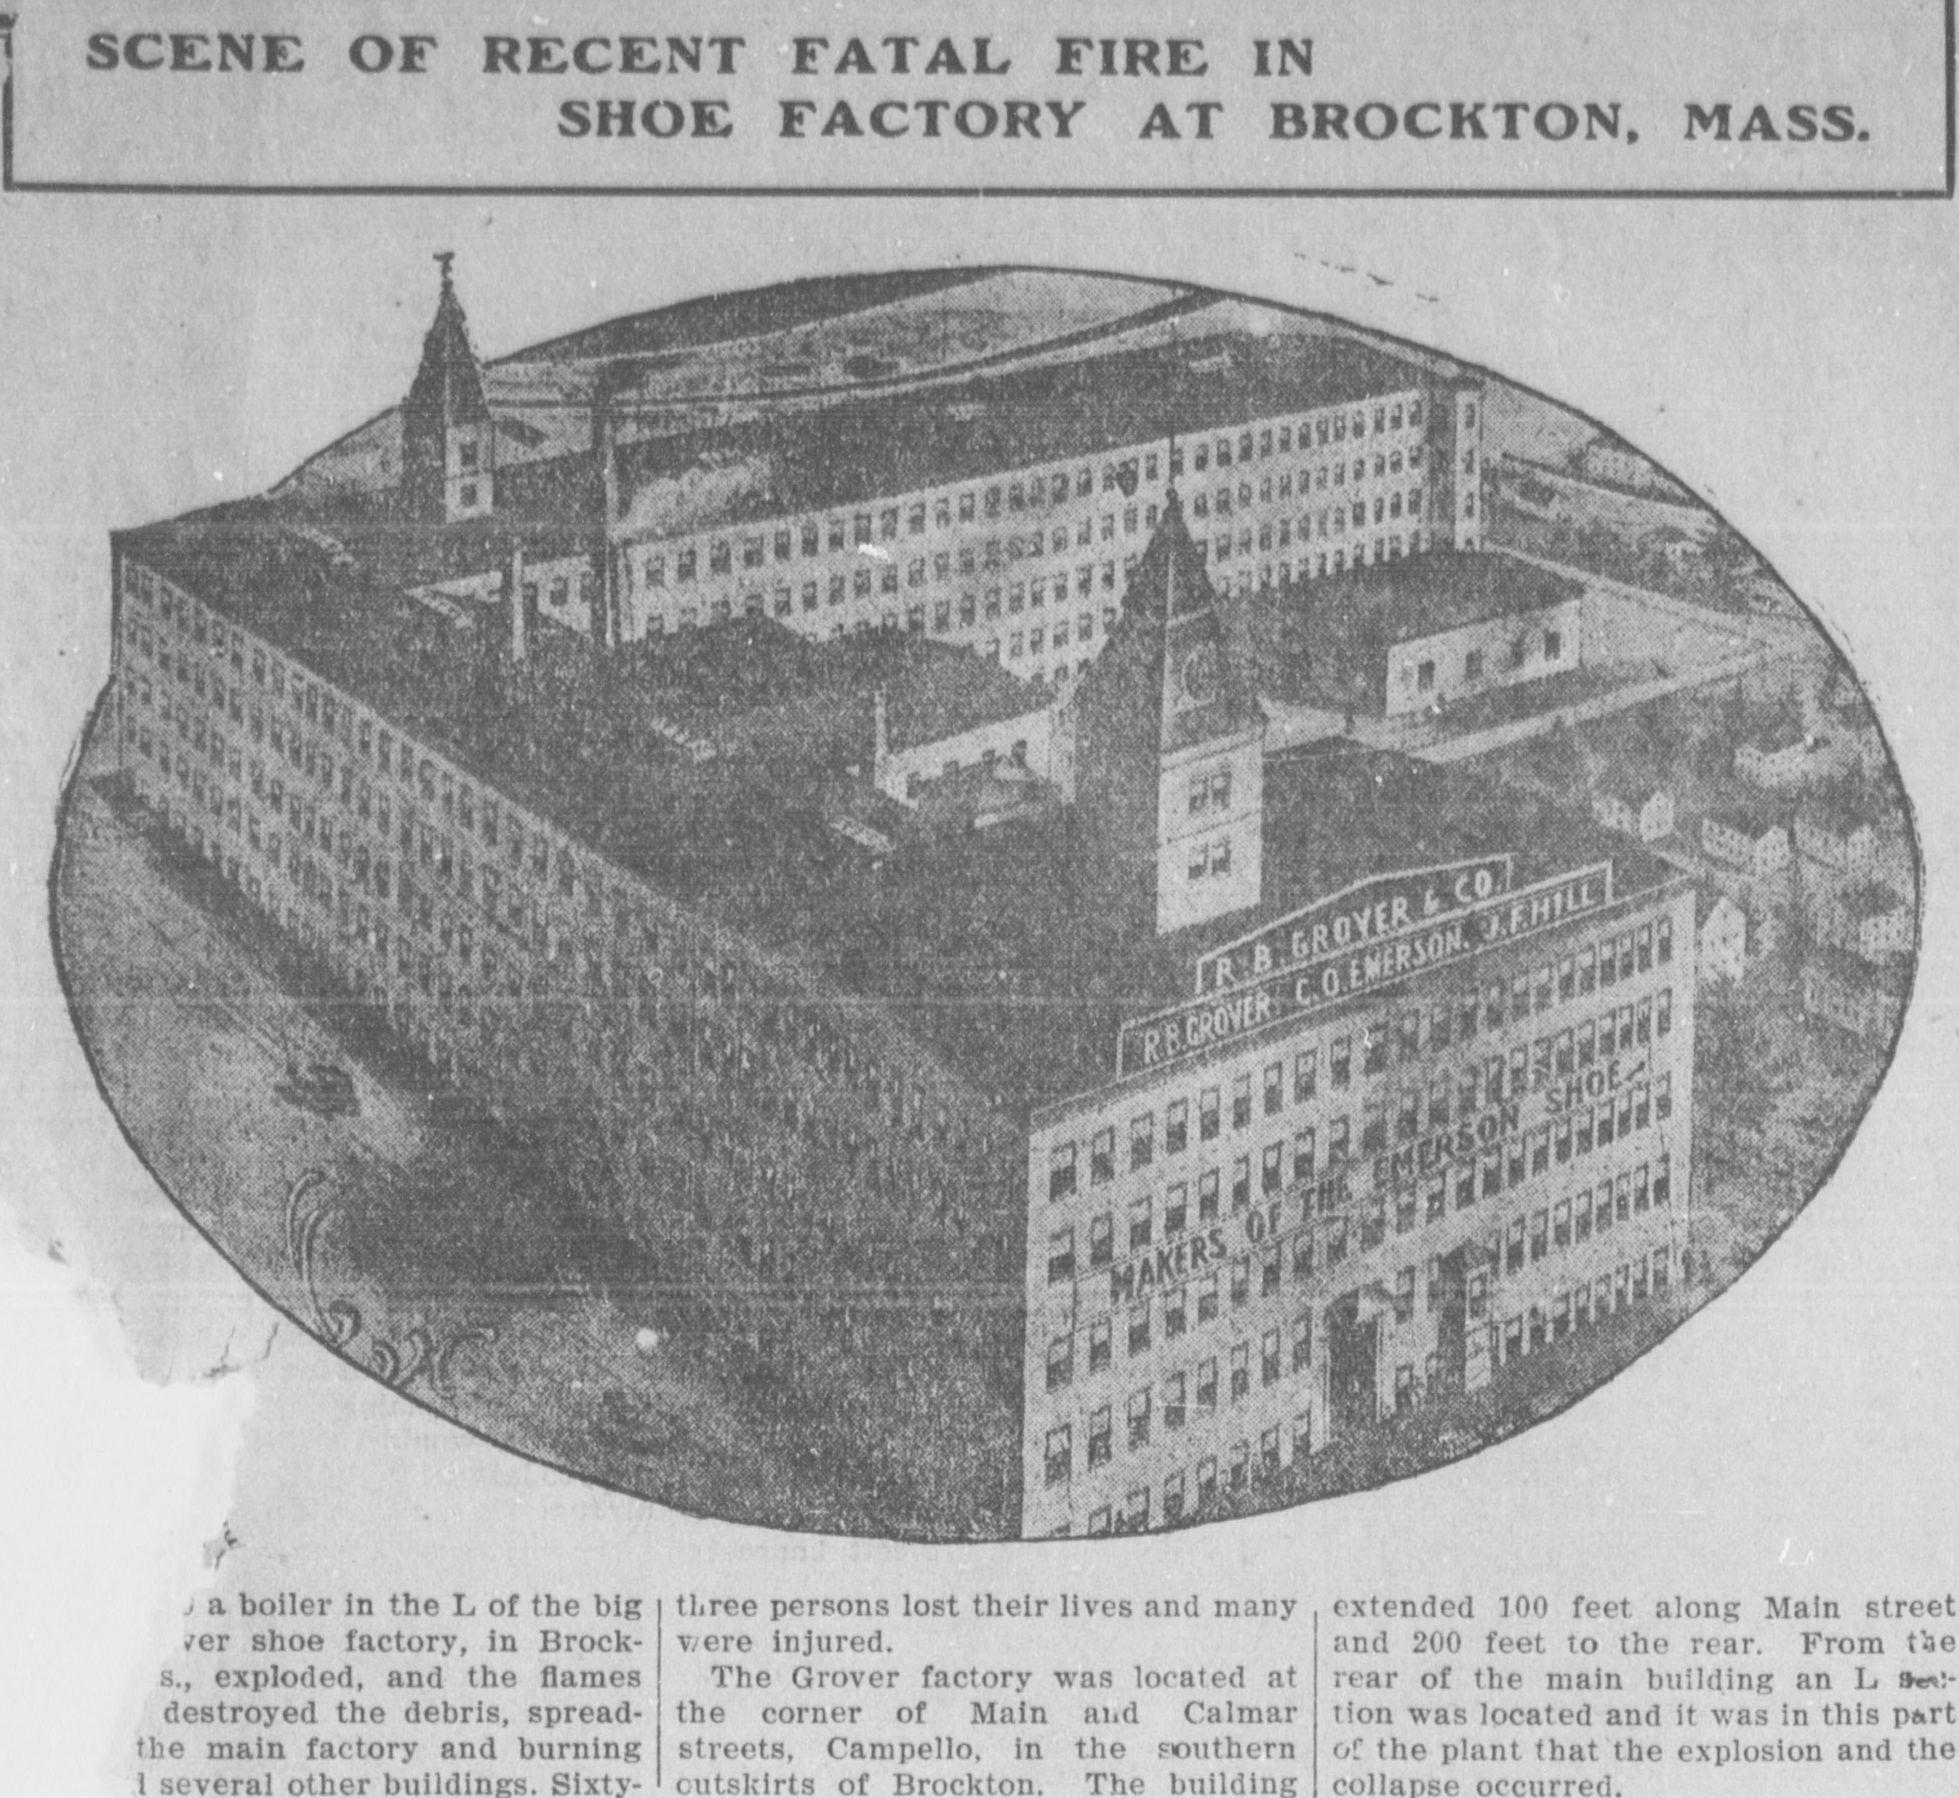 SCENE OF RECENT FATAL FIRE IN
SHOE FACTORY AT BROCKTON, MASS.
R. B. GROVER & CO.
R.B. GROVER, C.O. EMERSON, J.F. HILL
MAKERS OF THE EMERSON SHOE
a boiler in the L of the big
ver shoe factory, in Brock-
s., exploded, and the flames
destroyed the debris, spread-
the main factory and burning
several other buildings. Sixty-
three persons lost their lives and many
were injured.
The Grover factory was located at
the corner of Main and Calmar
streets, Campello, in the southern
outskirts of Brockton. The building
extended 100 feet along Main street
and 200 feet to the rear. From the
rear of the main building an L sec-
tion was located and it was in this part
of the plant that the explosion and the
collapse occurred.